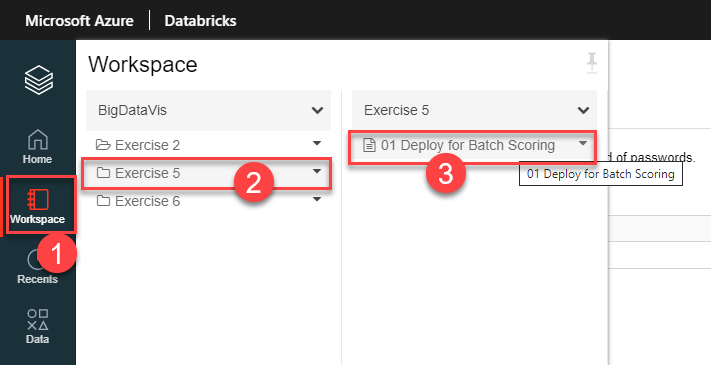 Microsoft Azure | Databricks
Workspace
BigDataVis
Exercise 5
Home
Exercise 2
01 Deploy for Batch Scoring
d of passwords.
Exercise 5
2
3
01 Deploy for Batch Scoring
Workspace
Exercise 6
1
Recents
Data